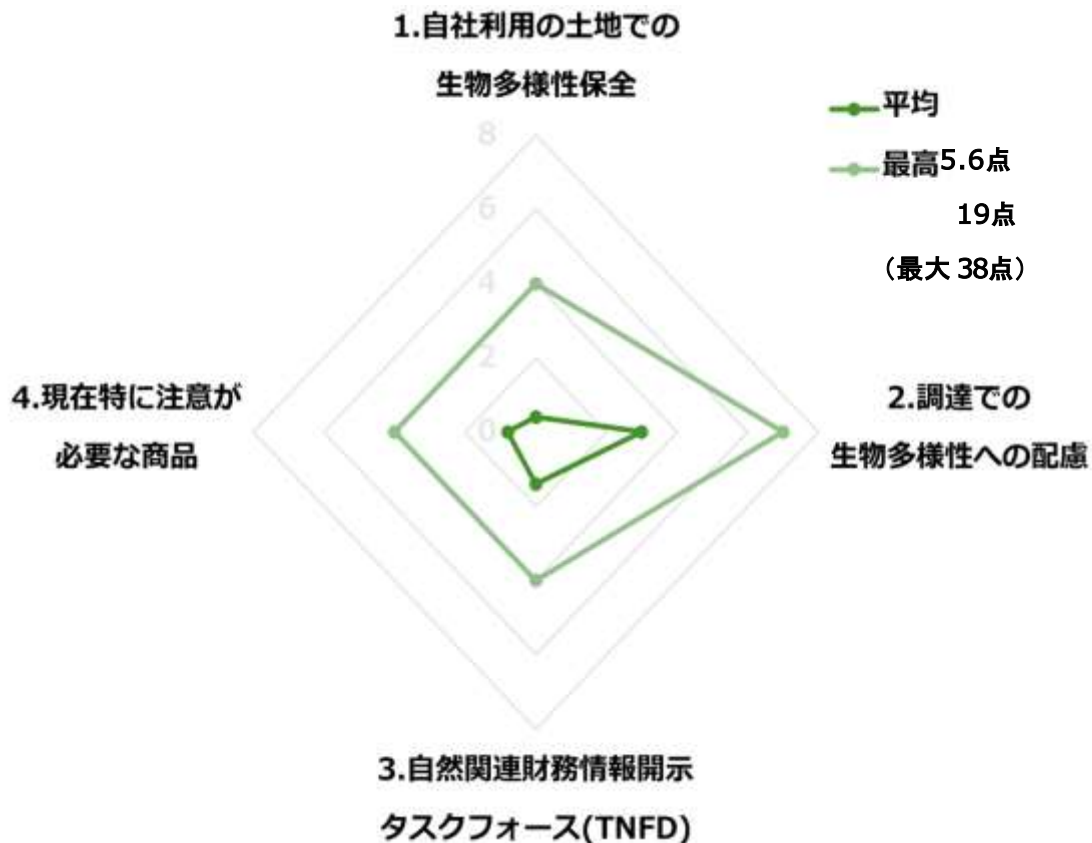 1.自社利用の土地での
生物多様性保全
平均
最高5.6点
19点
（最大 38点）
8
6
4
2
0
4.現在特に注意が
必要な商品
2.調達での
生物多様性への配慮
3.自然関連財務情報開示
タスクフォース(TNFD)